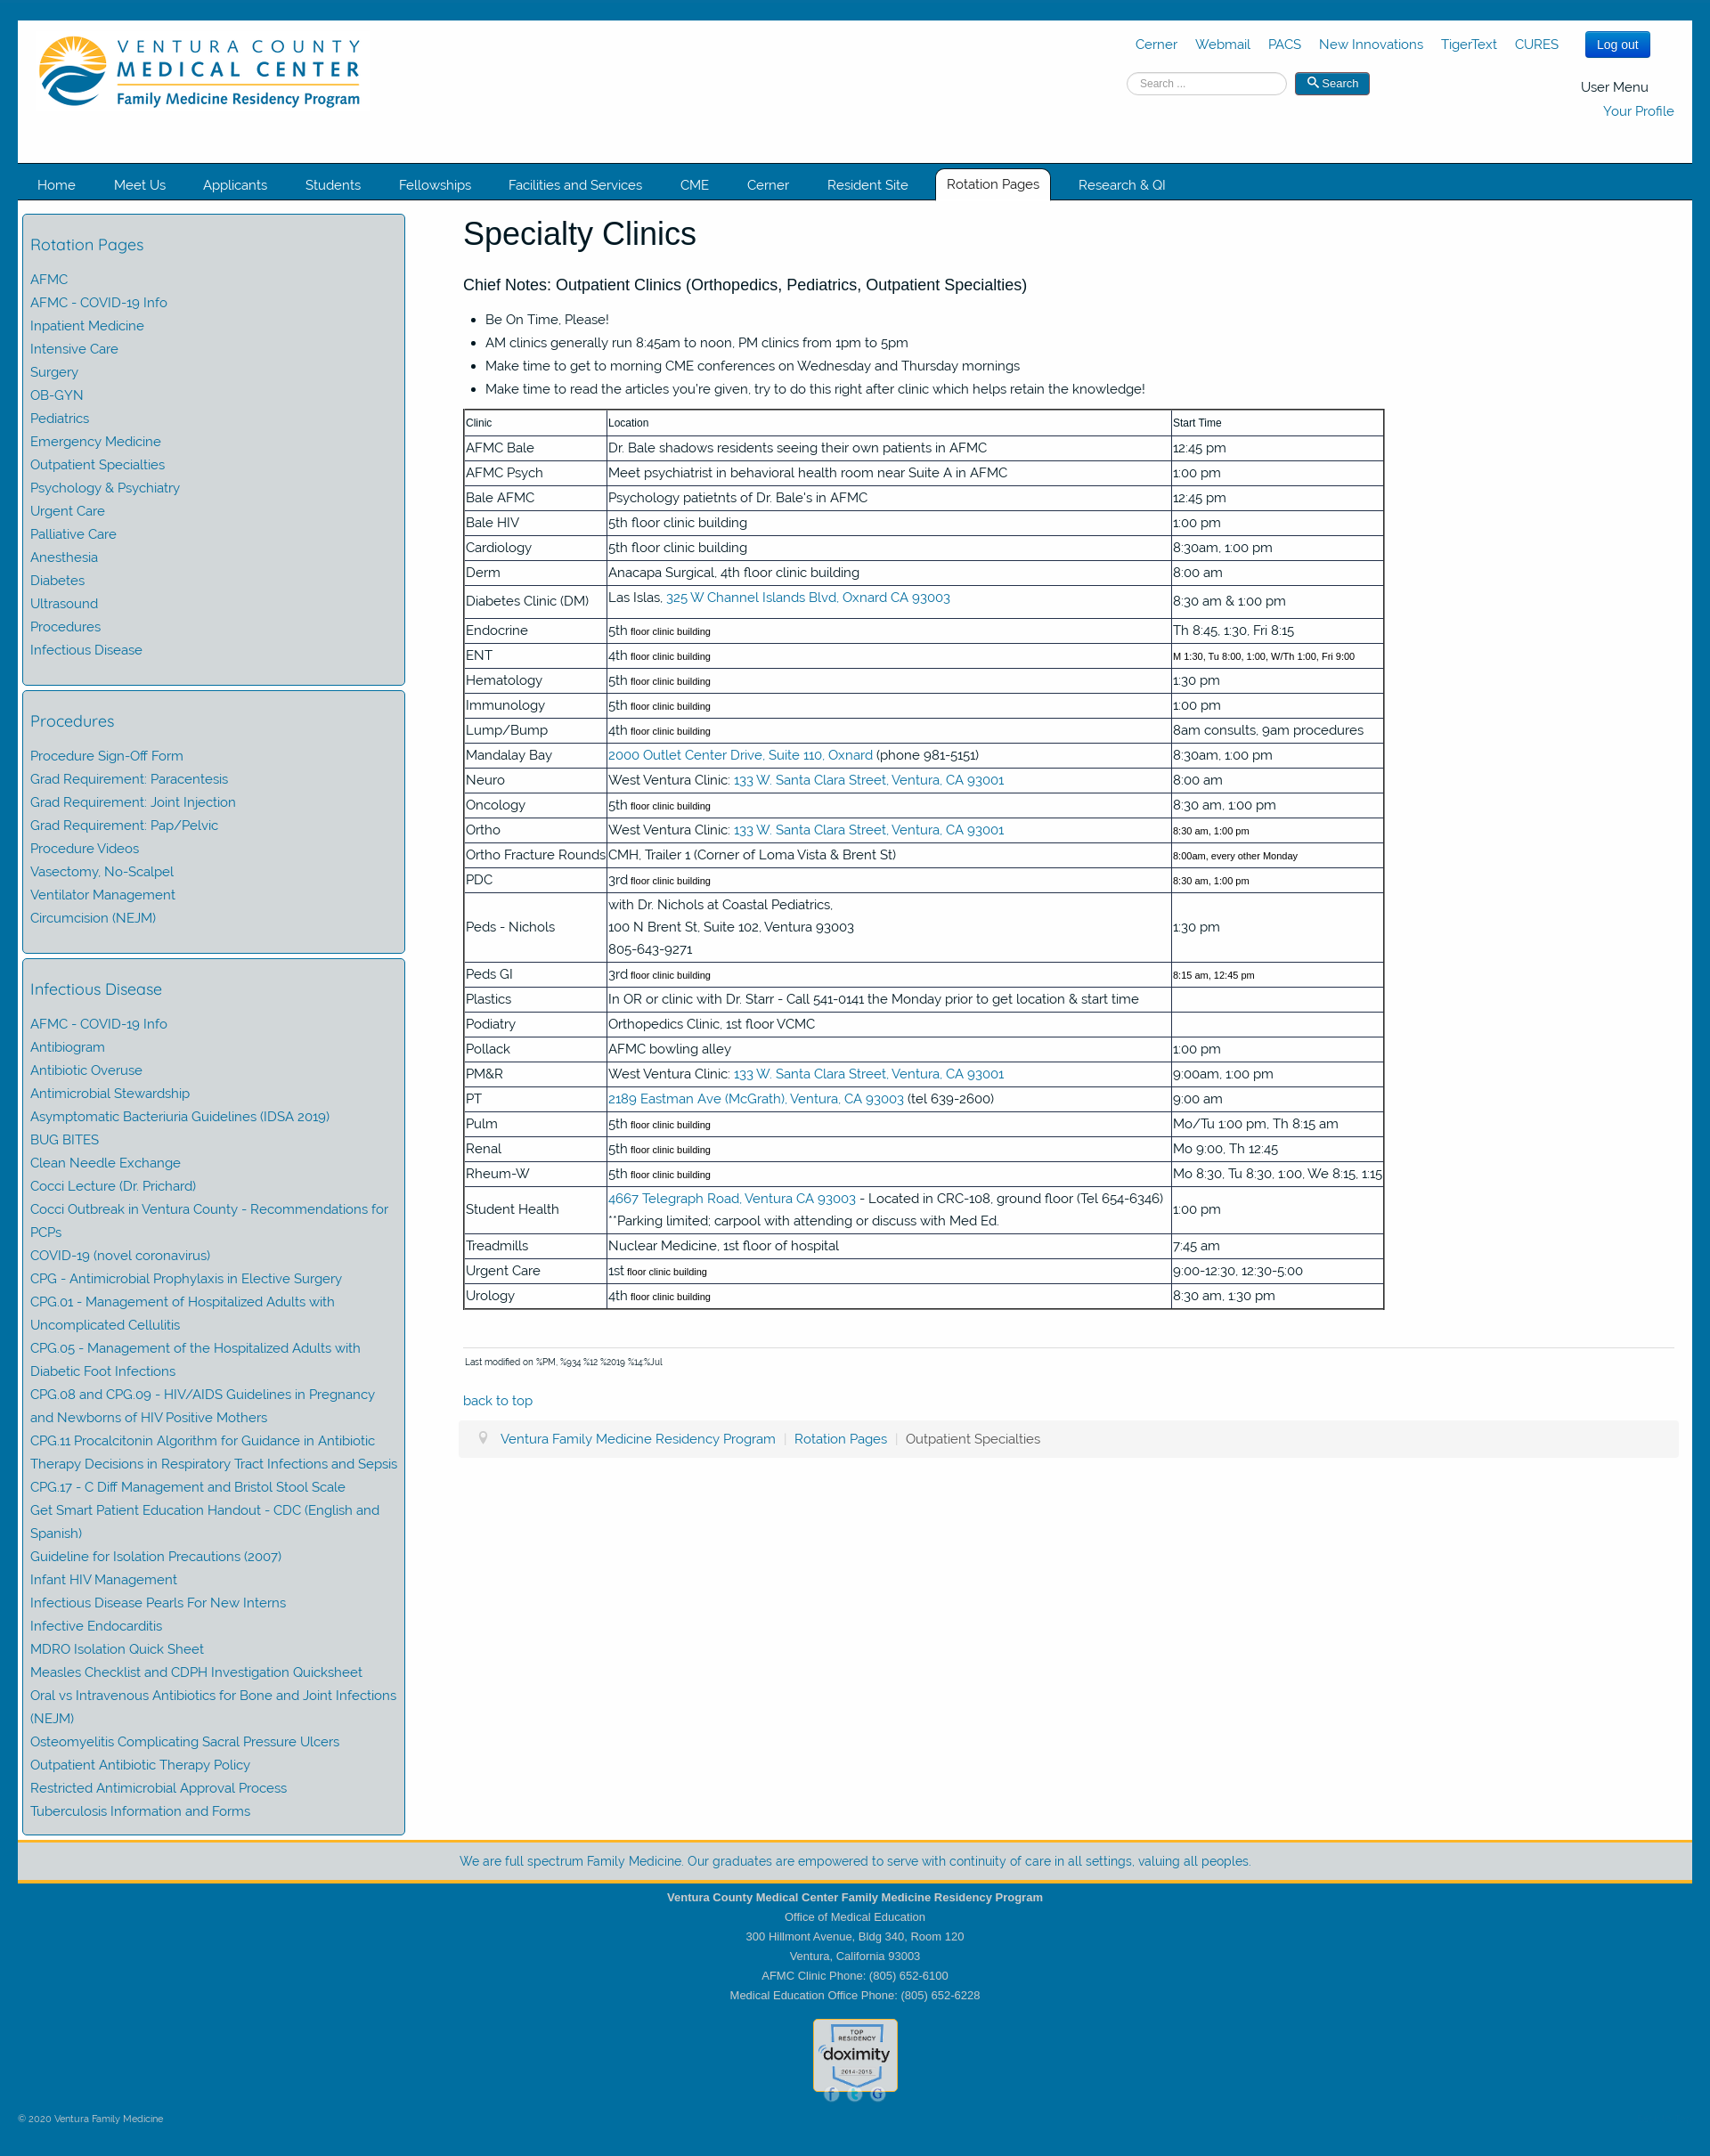 VENTURA COUNTY
MEDICAL CENTER
Family Medicine Residency Program
Cerner Webmail PACS New Innovations TigerText CURES Log out
Search ... Search
User Menu
Your Profile
Home Meet Us Applicants Students Fellowships Facilities and Services CME Cerner Resident Site Rotation Pages Research & QI
Rotation Pages
AFMC
AFMC - COVID-19 Info
Inpatient Medicine
Intensive Care
Surgery
OB-GYN
Pediatrics
Emergency Medicine
Outpatient Specialties
Psychology & Psychiatry
Urgent Care
Palliative Care
Anesthesia
Diabetes
Ultrasound
Procedures
Infectious Disease
Procedures
Procedure Sign-Off Form
Grad Requirement: Paracentesis
Grad Requirement: Joint Injection
Grad Requirement: Pap/Pelvic
Procedure Videos
Vasectomy, No-Scalpel
Ventilator Management
Circumcision (NEJM)
Infectious Disease
AFMC - COVID-19 Info
Antibiogram
Antibiotic Overuse
Antimicrobial Stewardship
Asymptomatic Bacteriuria Guidelines (IDSA 2019)
BUG BITES
Clean Needle Exchange
Cocci Lecture (Dr. Prichard)
Cocci Outbreak in Ventura County - Recommendations for
PCPs
COVID-19 (novel coronavirus)
CPG - Antimicrobial Prophylaxis in Elective Surgery
CPG.01 - Management of Hospitalized Adults with
Uncomplicated Cellulitis
CPG.05 - Management of the Hospitalized Adults with
Diabetic Foot Infections
CPG.08 and CPG.09 - HIV/AIDS Guidelines in Pregnancy
and Newborns of HIV Positive Mothers
CPG.11 Procalcitonin Algorithm for Guidance in Antibiotic
Therapy Decisions in Respiratory Tract Infections and Sepsis
CPG.17 - C Diff Management and Bristol Stool Scale
Get Smart Patient Education Handout - CDC (English and
Spanish)
Guideline for Isolation Precautions (2007)
Infant HIV Management
Infectious Disease Pearls For New Interns
Infective Endocarditis
MDRO Isolation Quick Sheet
Measles Checklist and CDPH Investigation Quicksheet
Oral vs Intravenous Antibiotics for Bone and Joint Infections
(NEJM)
Osteomyelitis Complicating Sacral Pressure Ulcers
Outpatient Antibiotic Therapy Policy
Restricted Antimicrobial Approval Process
Tuberculosis Information and Forms
Specialty Clinics
Chief Notes: Outpatient Clinics (Orthopedics, Pediatrics, Outpatient Specialties)
Be On Time, Please!
AM clinics generally run 8:45am to noon, PM clinics from 1pm to 5pm
Make time to get to morning CME conferences on Wednesday and Thursday mornings
Make time to read the articles you're given, try to do this right after clinic which helps retain the knowledge!
Clinic Location Start Time
AFMC Bale Dr. Bale shadows residents seeing their own patients in AFMC 12:45 pm
AFMC Psych Meet psychiatrist in behavioral health room near Suite A in AFMC 1:00 pm
Bale AFMC Psychology patietnts of Dr. Bale's in AFMC 12:45 pm
Bale HIV 5th floor clinic building 1:00 pm
Cardiology 5th floor clinic building 8:30am, 1:00 pm
Derm Anacapa Surgical, 4th floor clinic building 8:00 am
Diabetes Clinic (DM) Las Islas, 325 W Channel Islands Blvd, Oxnard CA 93003 8:30 am & 1:00 pm
Endocrine 5th floor clinic building Th 8:45, 1:30, Fri 8:15
ENT 4th floor clinic building M 1:30, Tu 8:00, 1:00, W/Th 1:00, Fri 9:00
Hematology 5th floor clinic building 1:30 pm
Immunology 5th floor clinic building 1:00 pm
Lump/Bump 4th floor clinic building 8am consults, 9am procedures
Mandalay Bay 2000 Outlet Center Drive, Suite 110, Oxnard (phone 981-5151) 8:30am, 1:00 pm
Neuro West Ventura Clinic: 133 W. Santa Clara Street, Ventura, CA 93001 8:00 am
Oncology 5th floor clinic building 8:30 am, 1:00 pm
Ortho West Ventura Clinic: 133 W. Santa Clara Street, Ventura, CA 93001 8:30 am, 1:00 pm
Ortho Fracture Rounds CMH, Trailer 1 (Corner of Loma Vista & Brent St) 8:00am, every other Monday
PDC 3rd floor clinic building 8:30 am, 1:00 pm
Peds - Nichols with Dr. Nichols at Coastal Pediatrics,
100 N Brent St, Suite 102, Ventura 93003
805-643-9271 1:30 pm
Peds GI 3rd floor clinic building 8:15 am, 12:45 pm
Plastics In OR or clinic with Dr. Starr - Call 541-0141 the Monday prior to get location & start time
Podiatry Orthopedics Clinic, 1st floor VCMC
Pollack AFMC bowling alley 1:00 pm
PM&R West Ventura Clinic: 133 W. Santa Clara Street, Ventura, CA 93001 9:00am, 1:00 pm
PT 2189 Eastman Ave (McGrath), Ventura, CA 93003 (tel 639-2600) 9:00 am
Pulm 5th floor clinic building Mo/Tu 1:00 pm, Th 8:15 am
Renal 5th floor clinic building Mo 9:00, Th 12:45
Rheum-W 5th floor clinic building Mo 8:30, Tu 8:30, 1:00, We 8:15, 1:15
Student Health 4667 Telegraph Road, Ventura CA 93003 - Located in CRC-108, ground floor (Tel 654-6346)
**Parking limited; carpool with attending or discuss with Med Ed. 1:00 pm
Treadmills Nuclear Medicine, 1st floor of hospital 7:45 am
Urgent Care 1st floor clinic building 9:00-12:30, 12:30-5:00
Urology 4th floor clinic building 8:30 am, 1:30 pm
Last modified on %PM, %934 %12 %2019 %14:%Jul
back to top
Ventura Family Medicine Residency Program | Rotation Pages | Outpatient Specialties
We are full spectrum Family Medicine. Our graduates are empowered to serve with continuity of care in all settings, valuing all peoples.
Ventura County Medical Center Family Medicine Residency Program
Office of Medical Education
300 Hillmont Avenue, Bldg 340, Room 120
Ventura, California 93003
AFMC Clinic Phone: (805) 652-6100
Medical Education Office Phone: (805) 652-6228
TOP
RESIDENCY
doximity
2014-2015
f t G
© 2020 Ventura Family Medicine